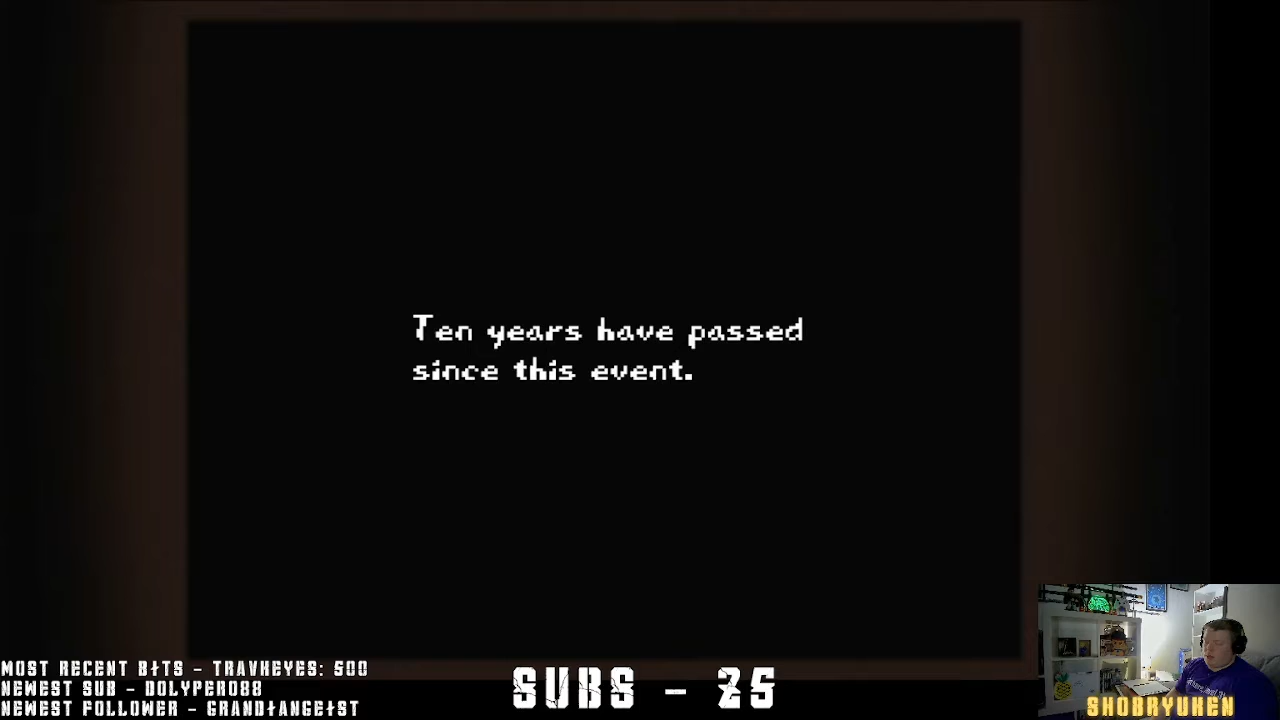 Ten years have passed
since this event.
MOST RECENT BITS - TRAVHEYES: 500
NEWEST SUB - DOLYPERO88
NEWEST FOLLOWER - GRANDIANGEIST
SUBS - 25
SHOBRYUKEN